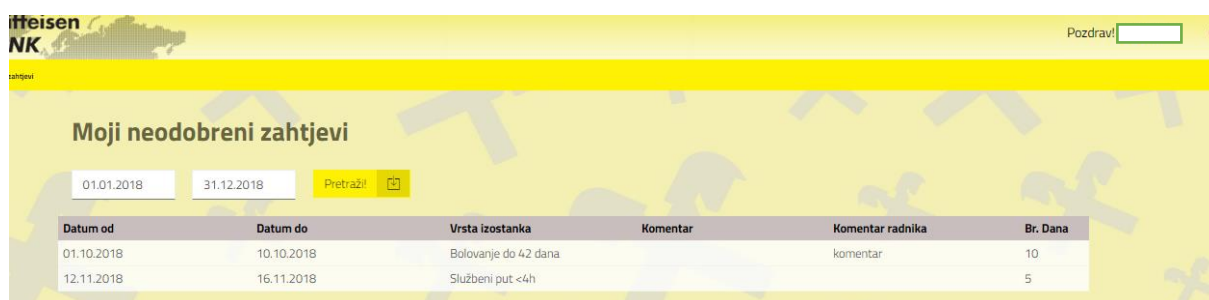 iffeisen
NK
Pozdrav!
zahtjevi
Moji neodobreni zahtjevi
01.01.2018 31.12.2018 Pretraži!
Datum od Datum do Vrsta izostanka Komentar Komentar radnika Br. Dana
01.10.2018 10.10.2018 Bolovanje do 42 dana komentar 10
12.11.2018 16.11.2018 Službeni put <4h 5